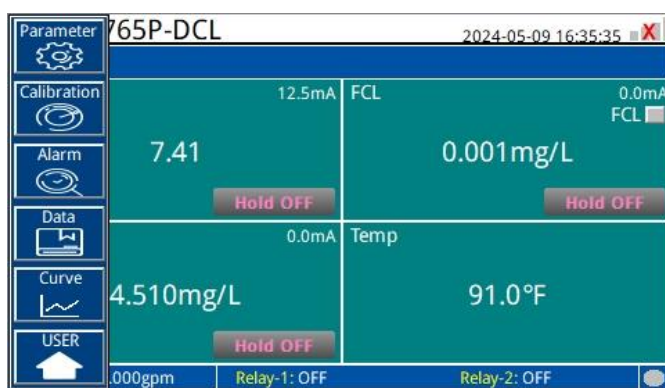 Parameter
765P-DCL
2024-05-09 16:35:35
Calibration
12.5mA
FCL
0.0mA
FCL
Alarm
7.41
0.001mg/L
Hold OFF
Hold OFF
Data
0.0mA
Temp
Curve
4.510mg/L
91.0°F
USER
Hold OFF
.000gpm
Relay-1: OFF
Relay-2: OFF